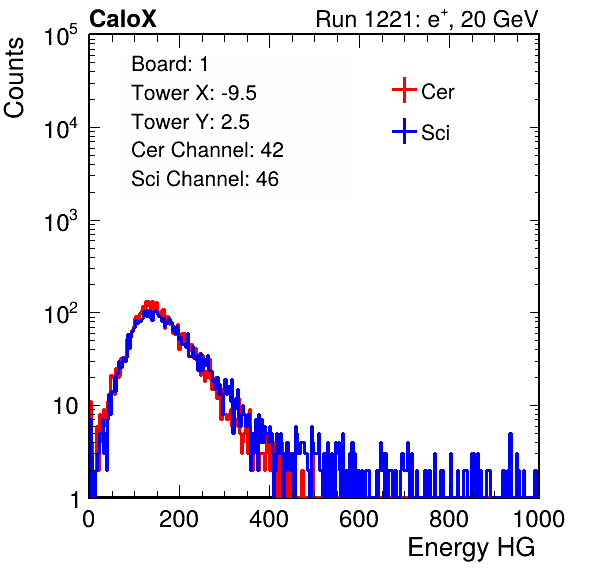 CaloX Run 1221: e⁺, 20 GeV
Counts
Board: 1
Tower X: -9.5
Tower Y: 2.5
Cer Channel: 42
Sci Channel: 46
Cer
Sci
10⁵
10⁴
10³
10²
10
1
0 200 400 600 800 1000
Energy HG